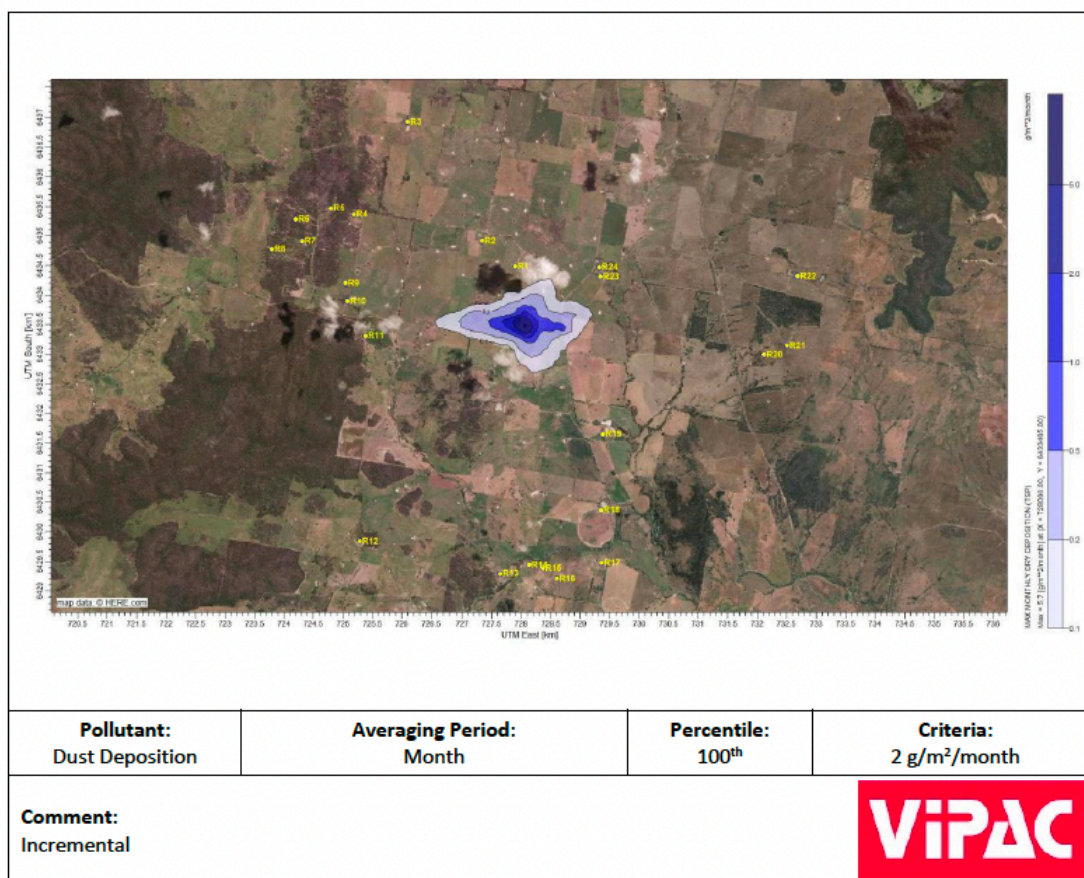 R3
R5
R4
R6
R7
R8
R2
R1
R24
R23
R22
R9
R10
R11
R21
R20
R19
R18
R12
R17
R14
R15
R13
R16
map data: © HERE.com
UTM South [km]
6437
6436.5
6436
6435.5
6435
6434.5
6434
6433.5
6433
6432.5
6432
6431.5
6431
6430.5
6430
6429.5
6429
720.5 721 721.5 722 722.5 723 723.5 724 724.5 725 725.5 726 726.5 727 727.5 728 728.5 729 729.5 730 730.5 731 731.5 732 732.5 733 733.5 734 734.5 735 735.5 736
UTM East [km]
g/m**2/month
5.0
2.0
1.0
0.5
0.2
0.1
MAX MONTHLY DRY DEPOSITION (TSP)
Pollutant:
Dust Deposition
Averaging Period:
Month
Percentile:
100th
Criteria:
2 g/m²/month
Comment:
Incremental
ViPAC